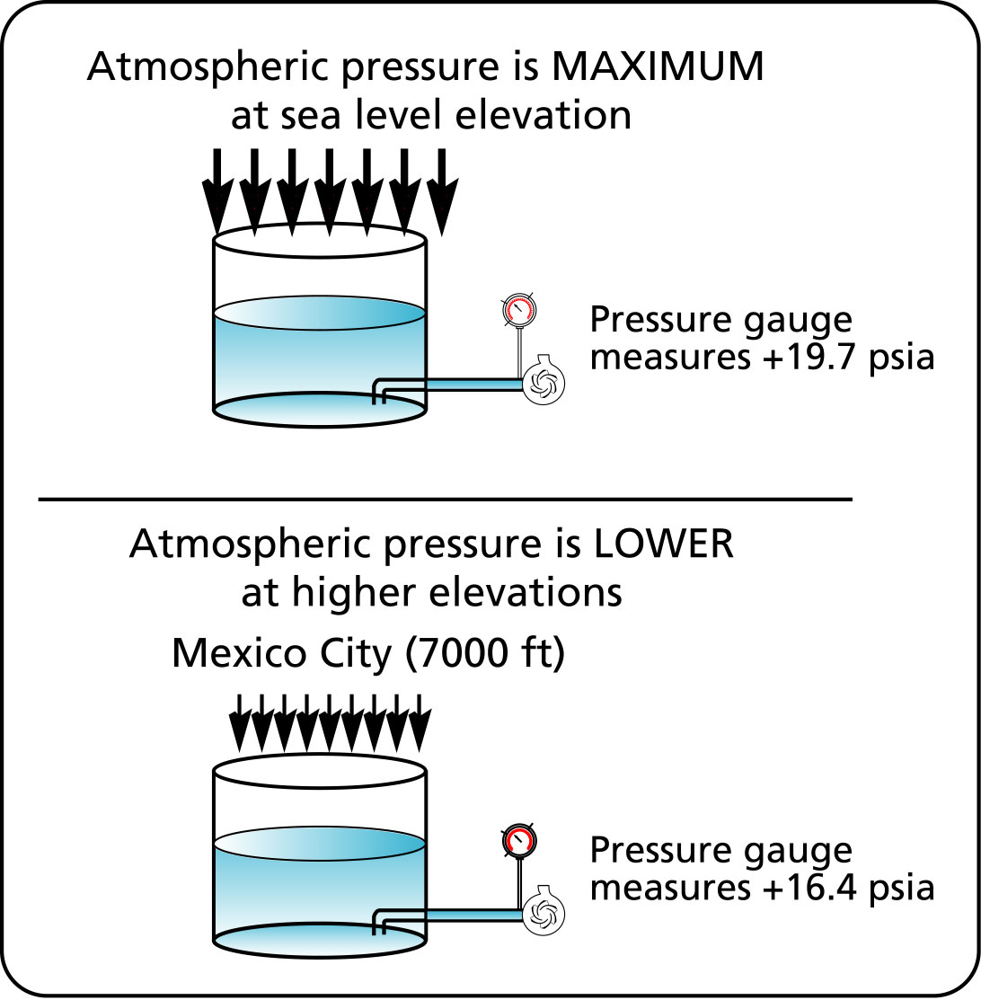 Atmospheric pressure is MAXIMUM
at sea level elevation
Pressure gauge
measures +19.7 psia
Atmospheric pressure is LOWER
at higher elevations
Mexico City (7000 ft)
Pressure gauge
measures +16.4 psia